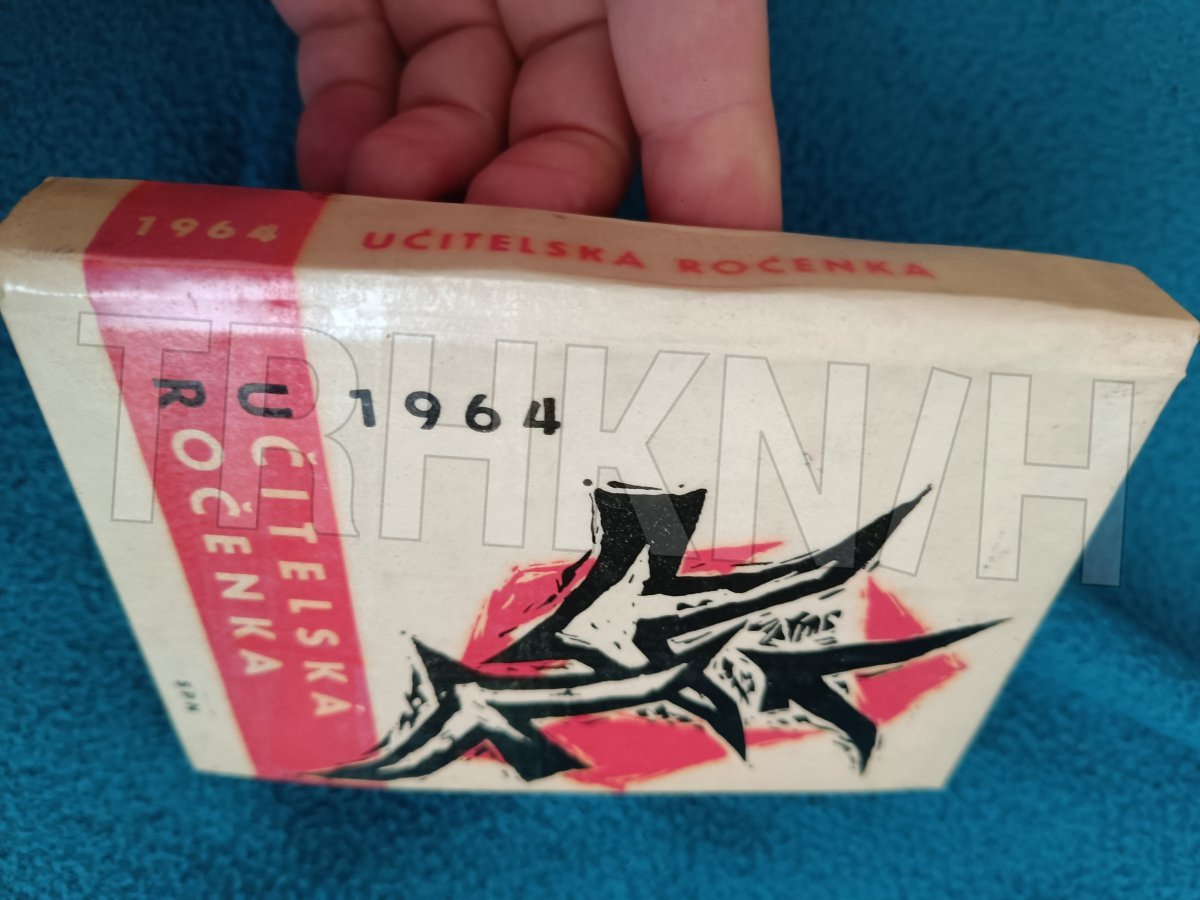 1964 UČITELSKÁ ROČENKA
1964
UČITELSKÁ
ROČENKA
SPN
TRHKNIH